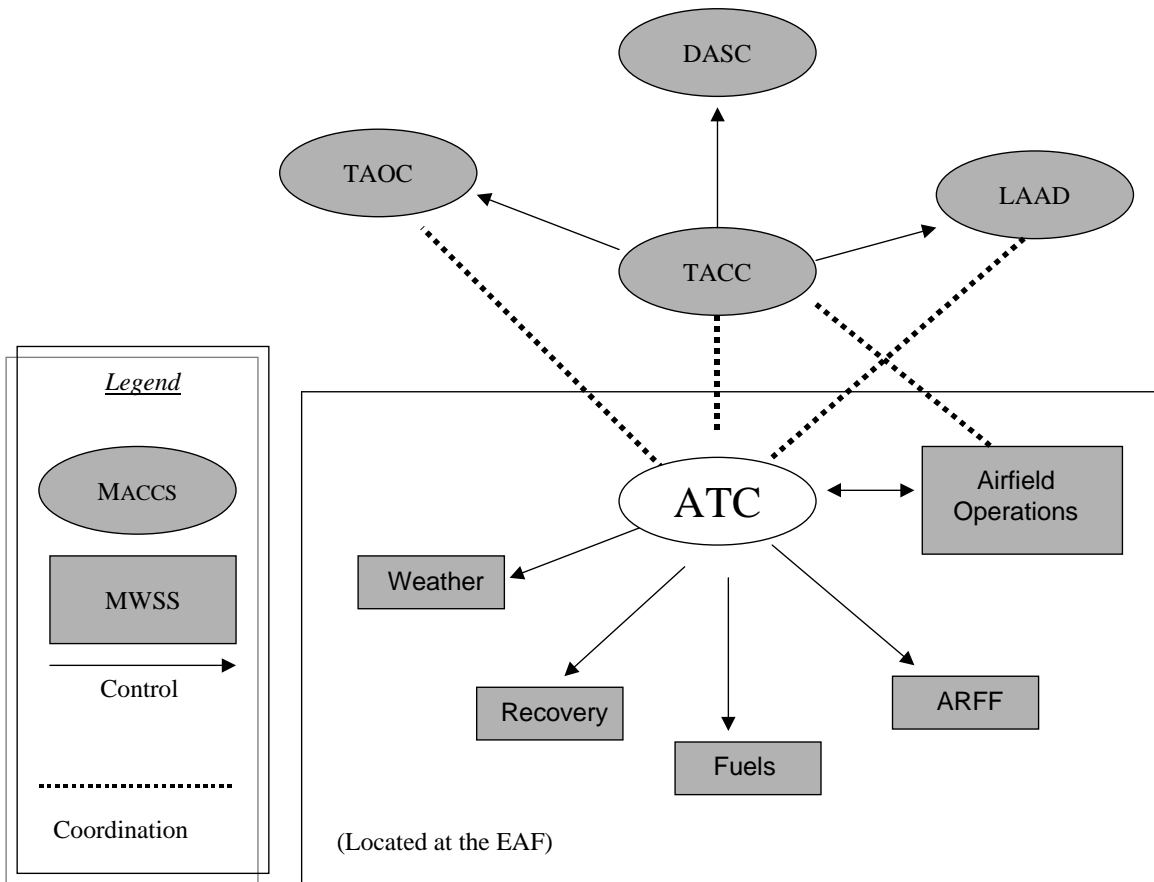 DASC
TAOC
LAAD
TACC
Legend
MACCS
MWSS
Control
Coordination
ATC
Airfield
Operations
Weather
Recovery
ARFF
Fuels
(Located at the EAF)